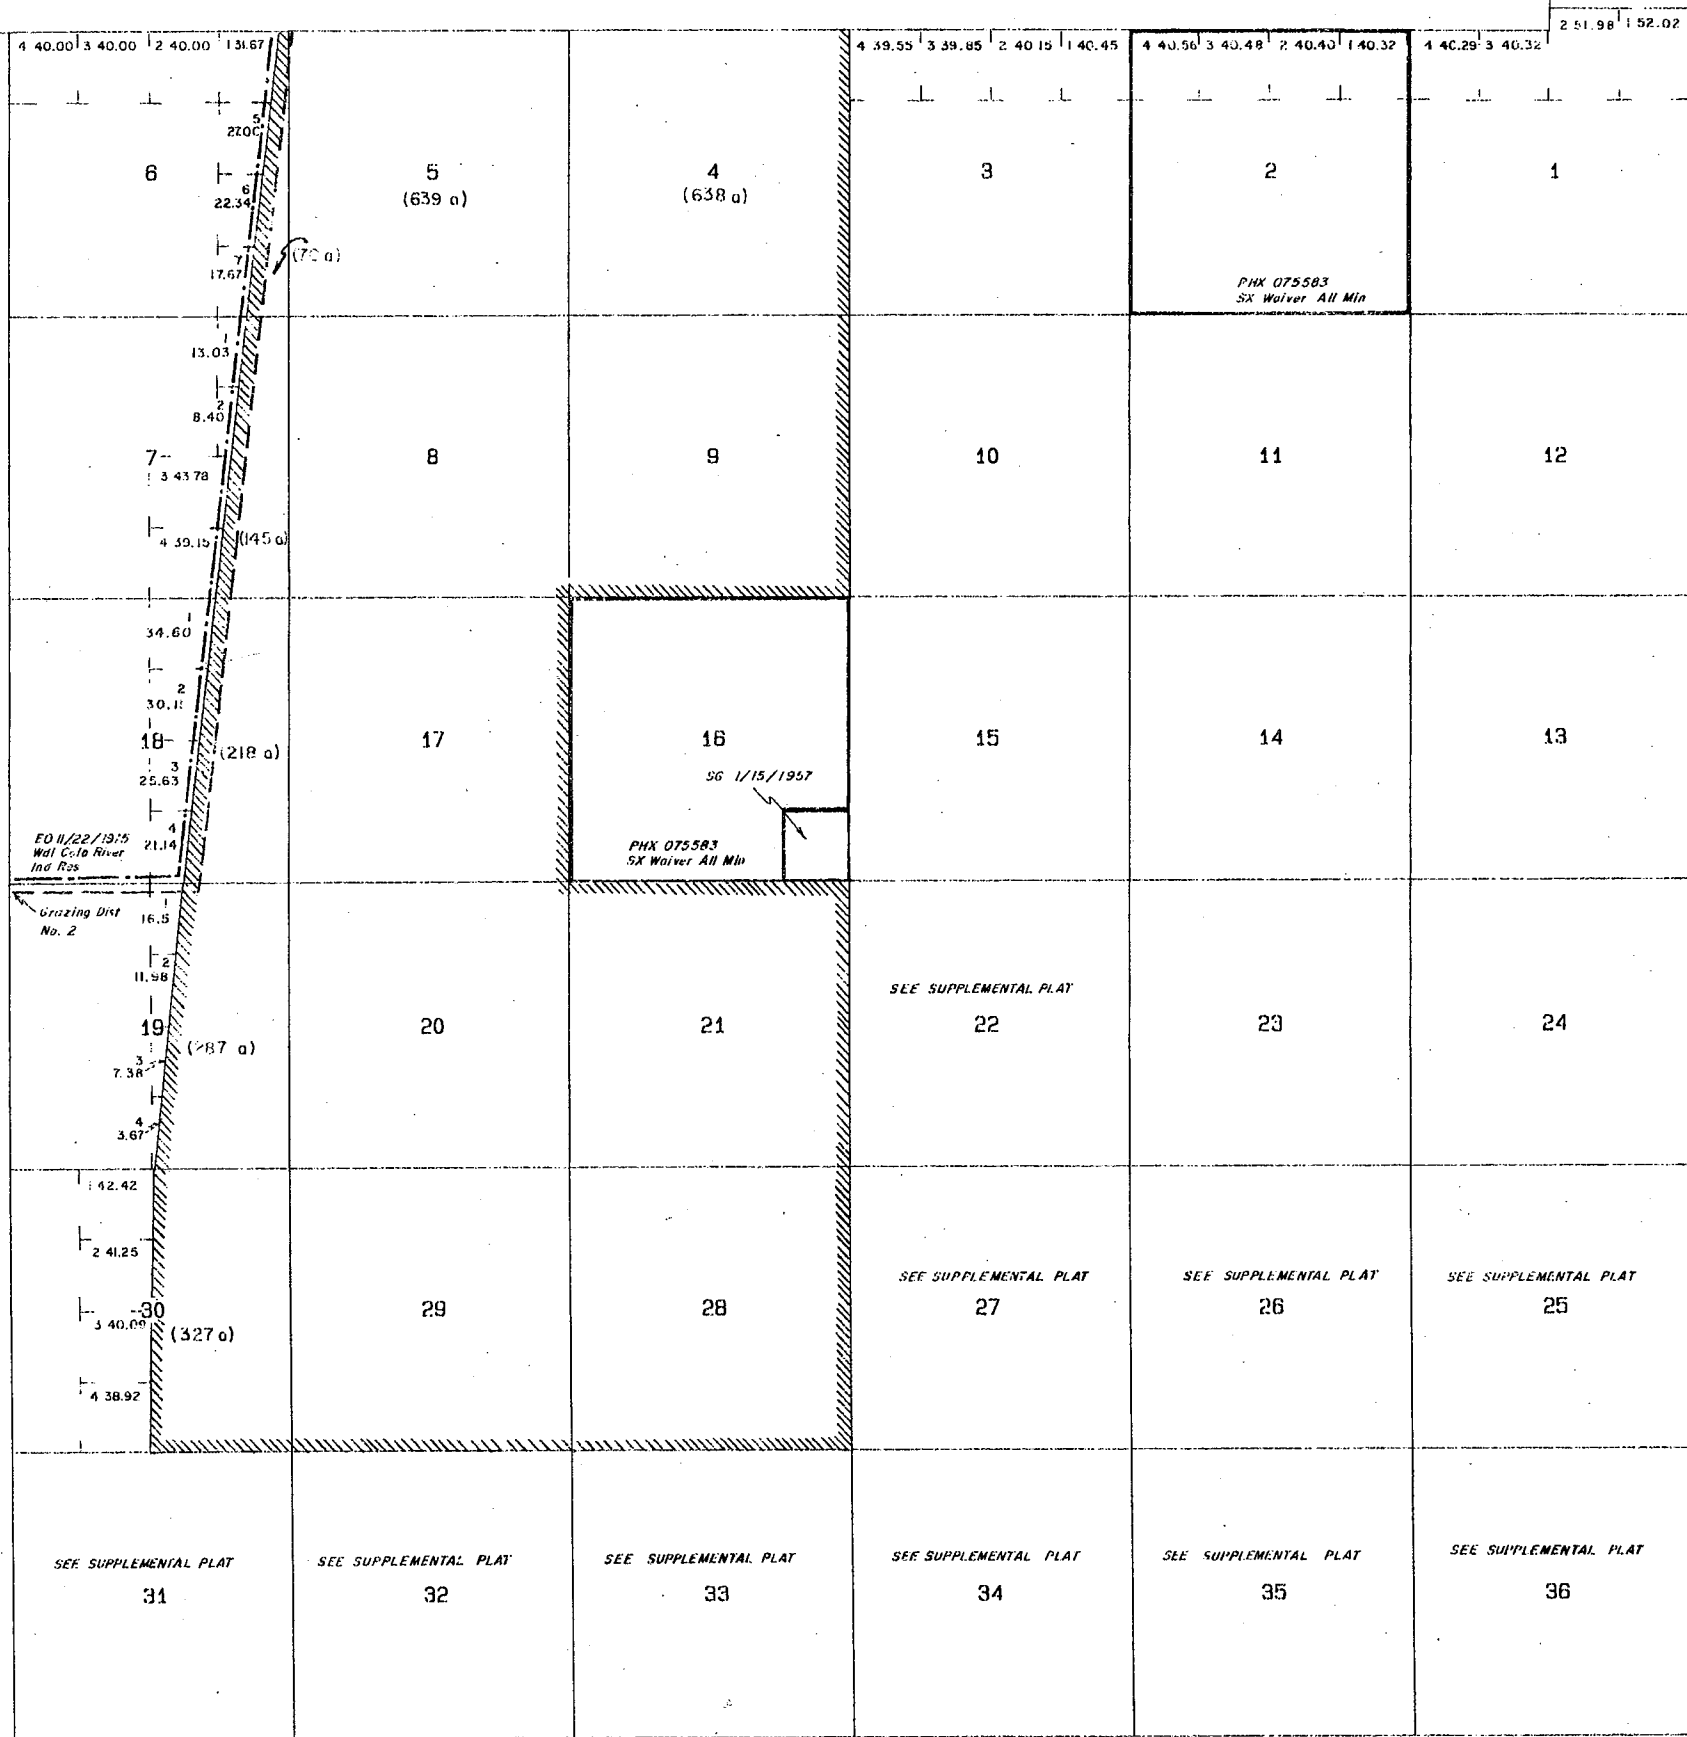 2 51.98 1 52.02
4 40.00 3 40.00 2 40.00 1 31.67
4 39.55 3 39.85 2 40.15 1 40.45
4 40.56 3 40.48 2 40.40 1 40.32
4 40.29 3 40.32
5
27.00
6
5
4
3
2
1
(639 a)
(638 a)
6
22.34
7
17.67
PHX 075583
SX Waiver All Min
1
13.03
2
8.40
7
8
9
10
11
12
3 43.78
4 39.15
(145 a)
1
34.60
2
18
17
16
15
14
13
(218 a)
3
25.63
SG 1/15/1957
4
21.14
EO 11/22/1915
Wdl Colo River
Ind Res
PHX 075583
SX Waiver All Min
Grazing Dist
No. 2
1
2
11.98
SEE SUPPLEMENTAL PLAT
19
20
21
22
23
24
(287 a)
3
7.38
4
3.67
1 42.42
2 41.25
SEE SUPPLEMENTAL PLAT
SEE SUPPLEMENTAL PLAT
SEE SUPPLEMENTAL PLAT
30
29
28
27
26
25
3 40.09
(327 a)
4 38.92
SEE SUPPLEMENTAL PLAT
SEE SUPPLEMENTAL PLAT
SEE SUPPLEMENTAL PLAT
SEE SUPPLEMENTAL PLAT
SEE SUPPLEMENTAL PLAT
SEE SUPPLEMENTAL PLAT
31
32
33
34
35
36